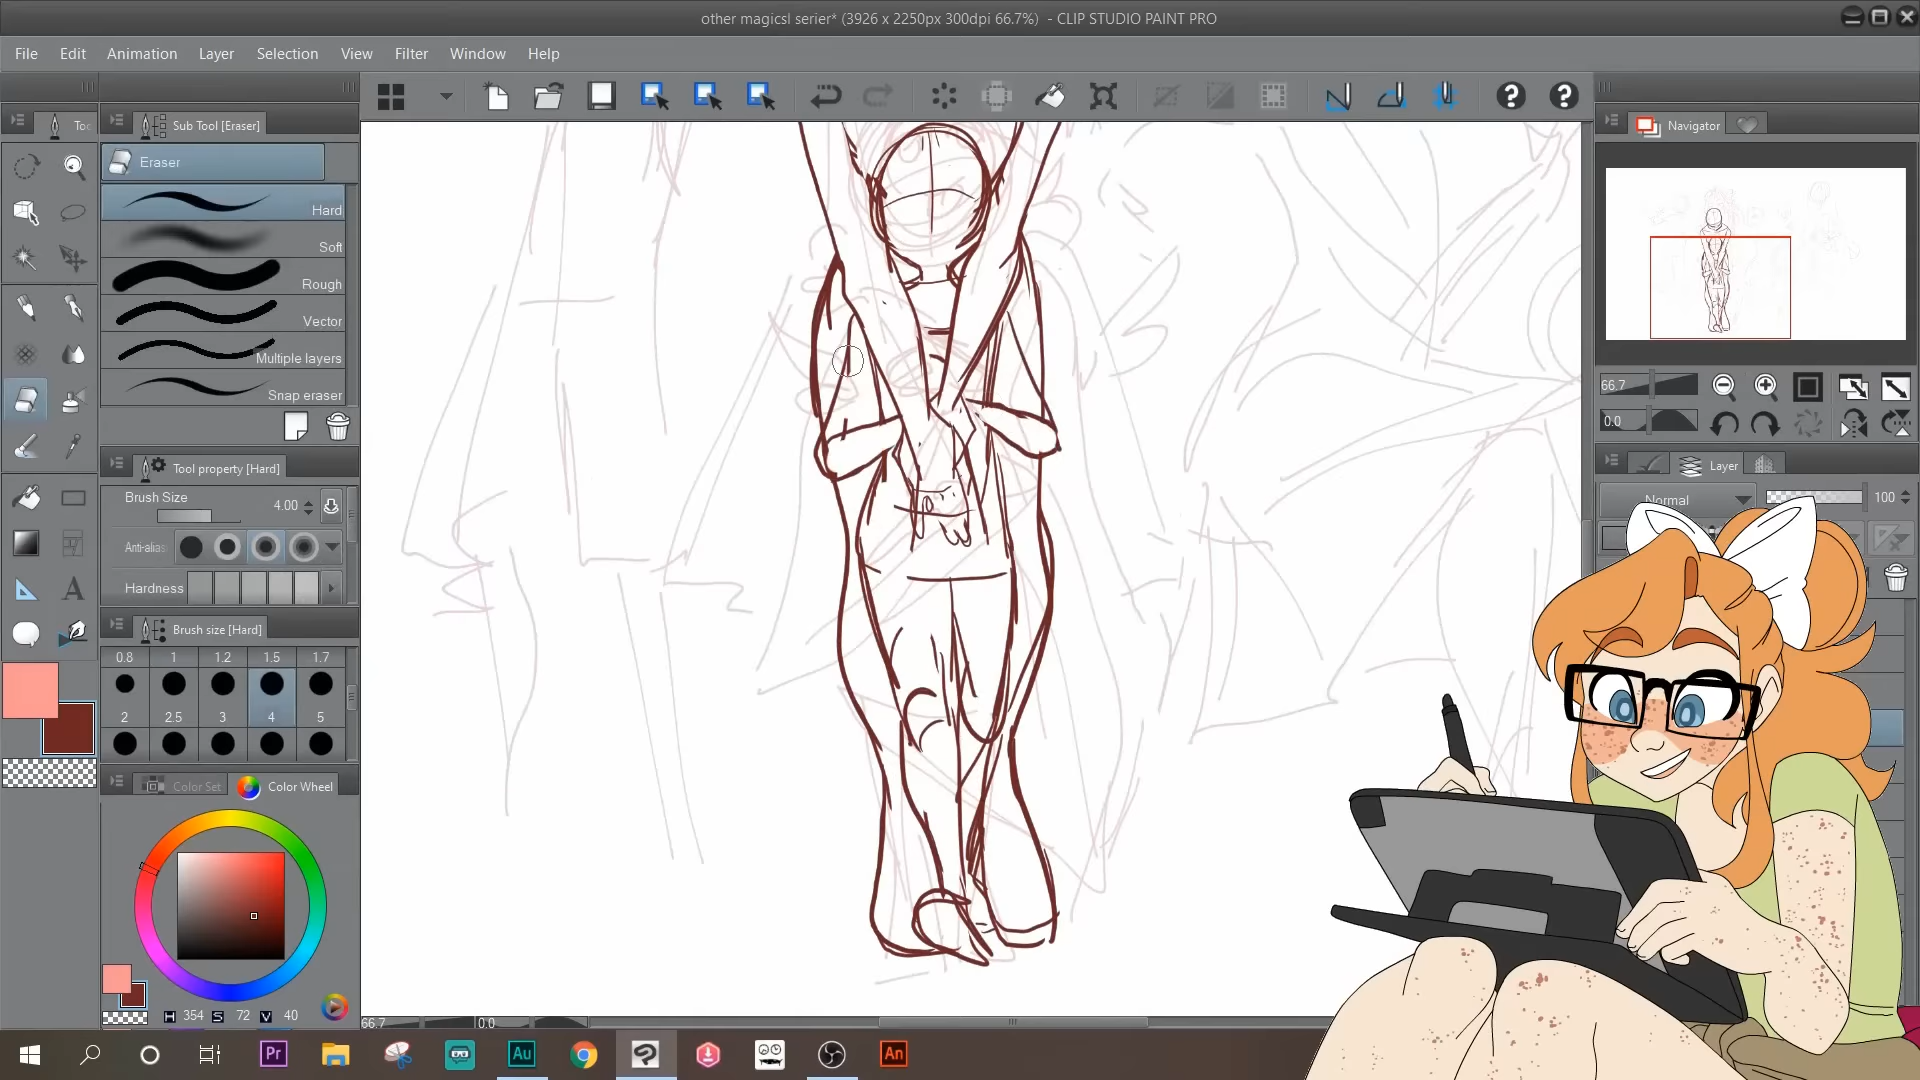 other magicsl serier* (3926 x 2250px 300dpi 66.7%) - CLIP STUDIO PAINT PRO
File Edit Animation Layer Selection View Filter Window Help
Too Sub Tool [Eraser]
Eraser
Hard
Soft
Rough
Vector
Multiple layers
Snap eraser
Tool property [Hard]
Brush Size 4.00
Anti-alias
Hardness
Brush size [Hard]
0.8 1 1.2 1.5 1.7
2 2.5 3 4 5
Color Set Color Wheel
H 354 S 72 V 40
66.7 0.0
Navigator
66.7
0.0
Layer
Normal 100
A
? ?
Pr Au An